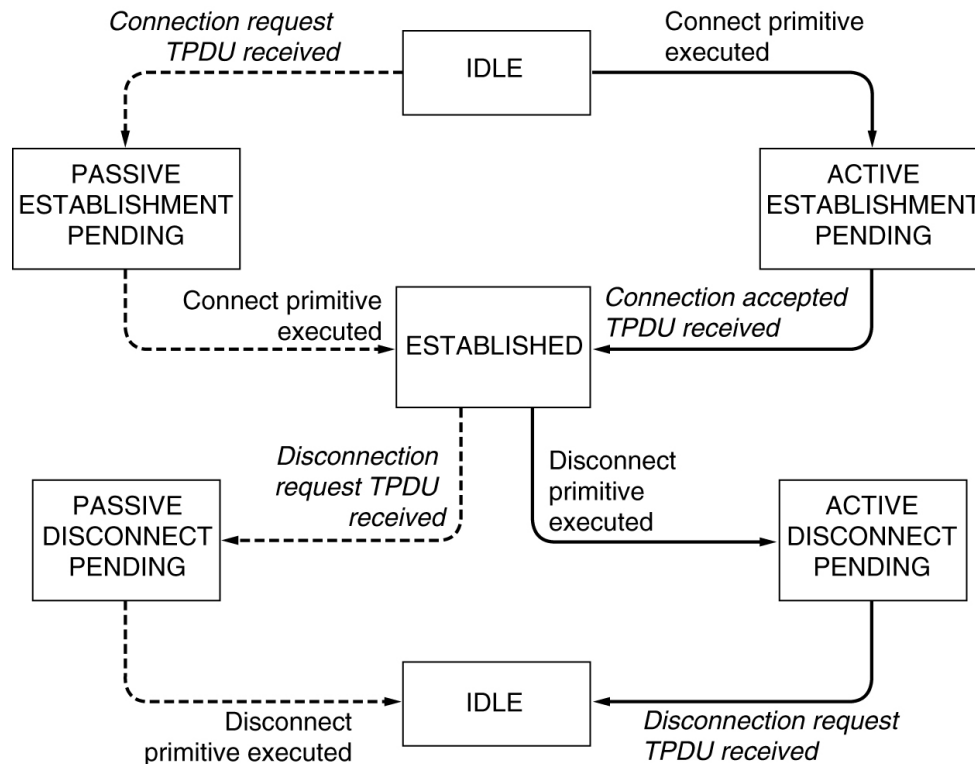 Connection request
TPDU received
IDLE
Connect primitive
executed
PASSIVE
ESTABLISHMENT
PENDING
ACTIVE
ESTABLISHMENT
PENDING
Connect primitive
executed
ESTABLISHED
Connection accepted
TPDU received
Disconnection
request TPDU
received
Disconnect
primitive
executed
PASSIVE
DISCONNECT
PENDING
ACTIVE
DISCONNECT
PENDING
Disconnect
primitive executed
IDLE
Disconnection request
TPDU received